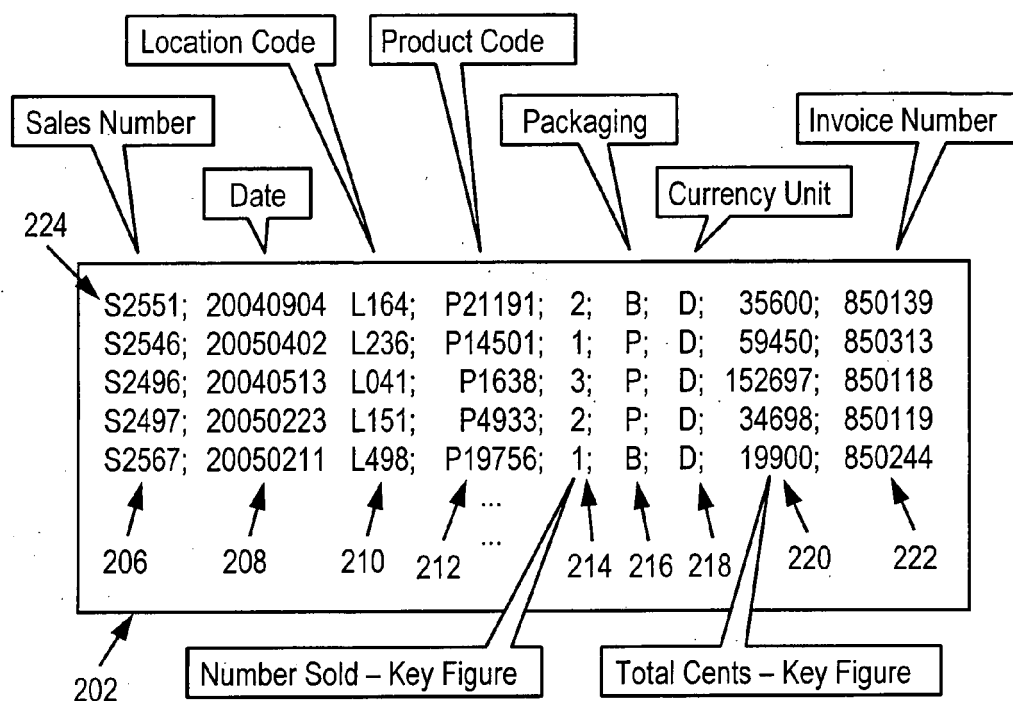 Location Code
Product Code
Sales Number
Packaging
Invoice Number
Date
Currency Unit
224
S2551; 20040904 L164; P21191; 2; B; D; 35600; 850139
S2546; 20050402 L236; P14501; 1; P; D; 59450; 850313
S2496; 20040513 L041; P1638; 3; P; D; 152697; 850118
S2497; 20050223 L151; P4933; 2; P; D; 34698; 850119
S2567; 20050211 L498; P19756; 1; B; D; 19900; 850244
...
...
206 208 210 212 214 216 218 220 222
202
Number Sold – Key Figure
Total Cents – Key Figure